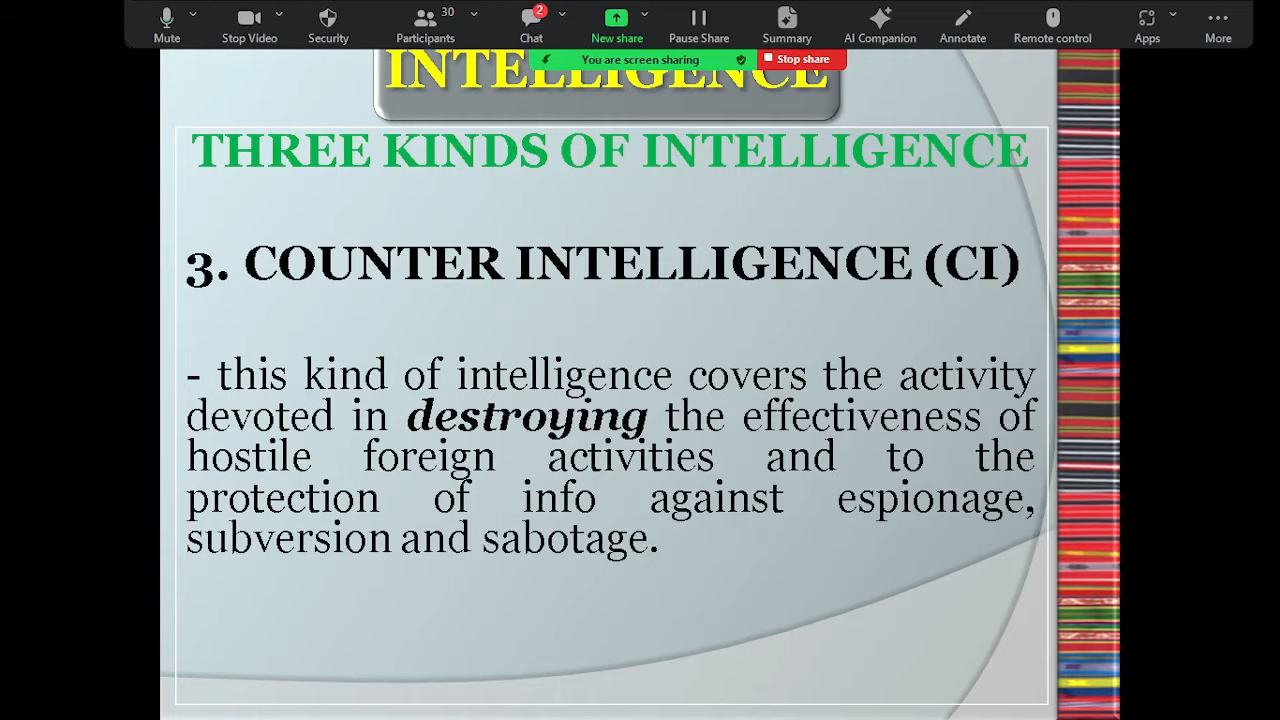 Mute
Stop Video
Security
Participants
30
Chat
2
New share
Pause Share
Summary
AI Companion
Annotate
Remote control
Apps
More
You are screen sharing
Stop share
INTELLIGENCE
THREE KINDS OF INTELLIGENCE
3. COUNTER INTELLIGENCE (CI)
- this kind of intelligence covers the activity
devoted in destroying the effectiveness of
hostile foreign activities and to the
protection of info against espionage,
subversion and sabotage.